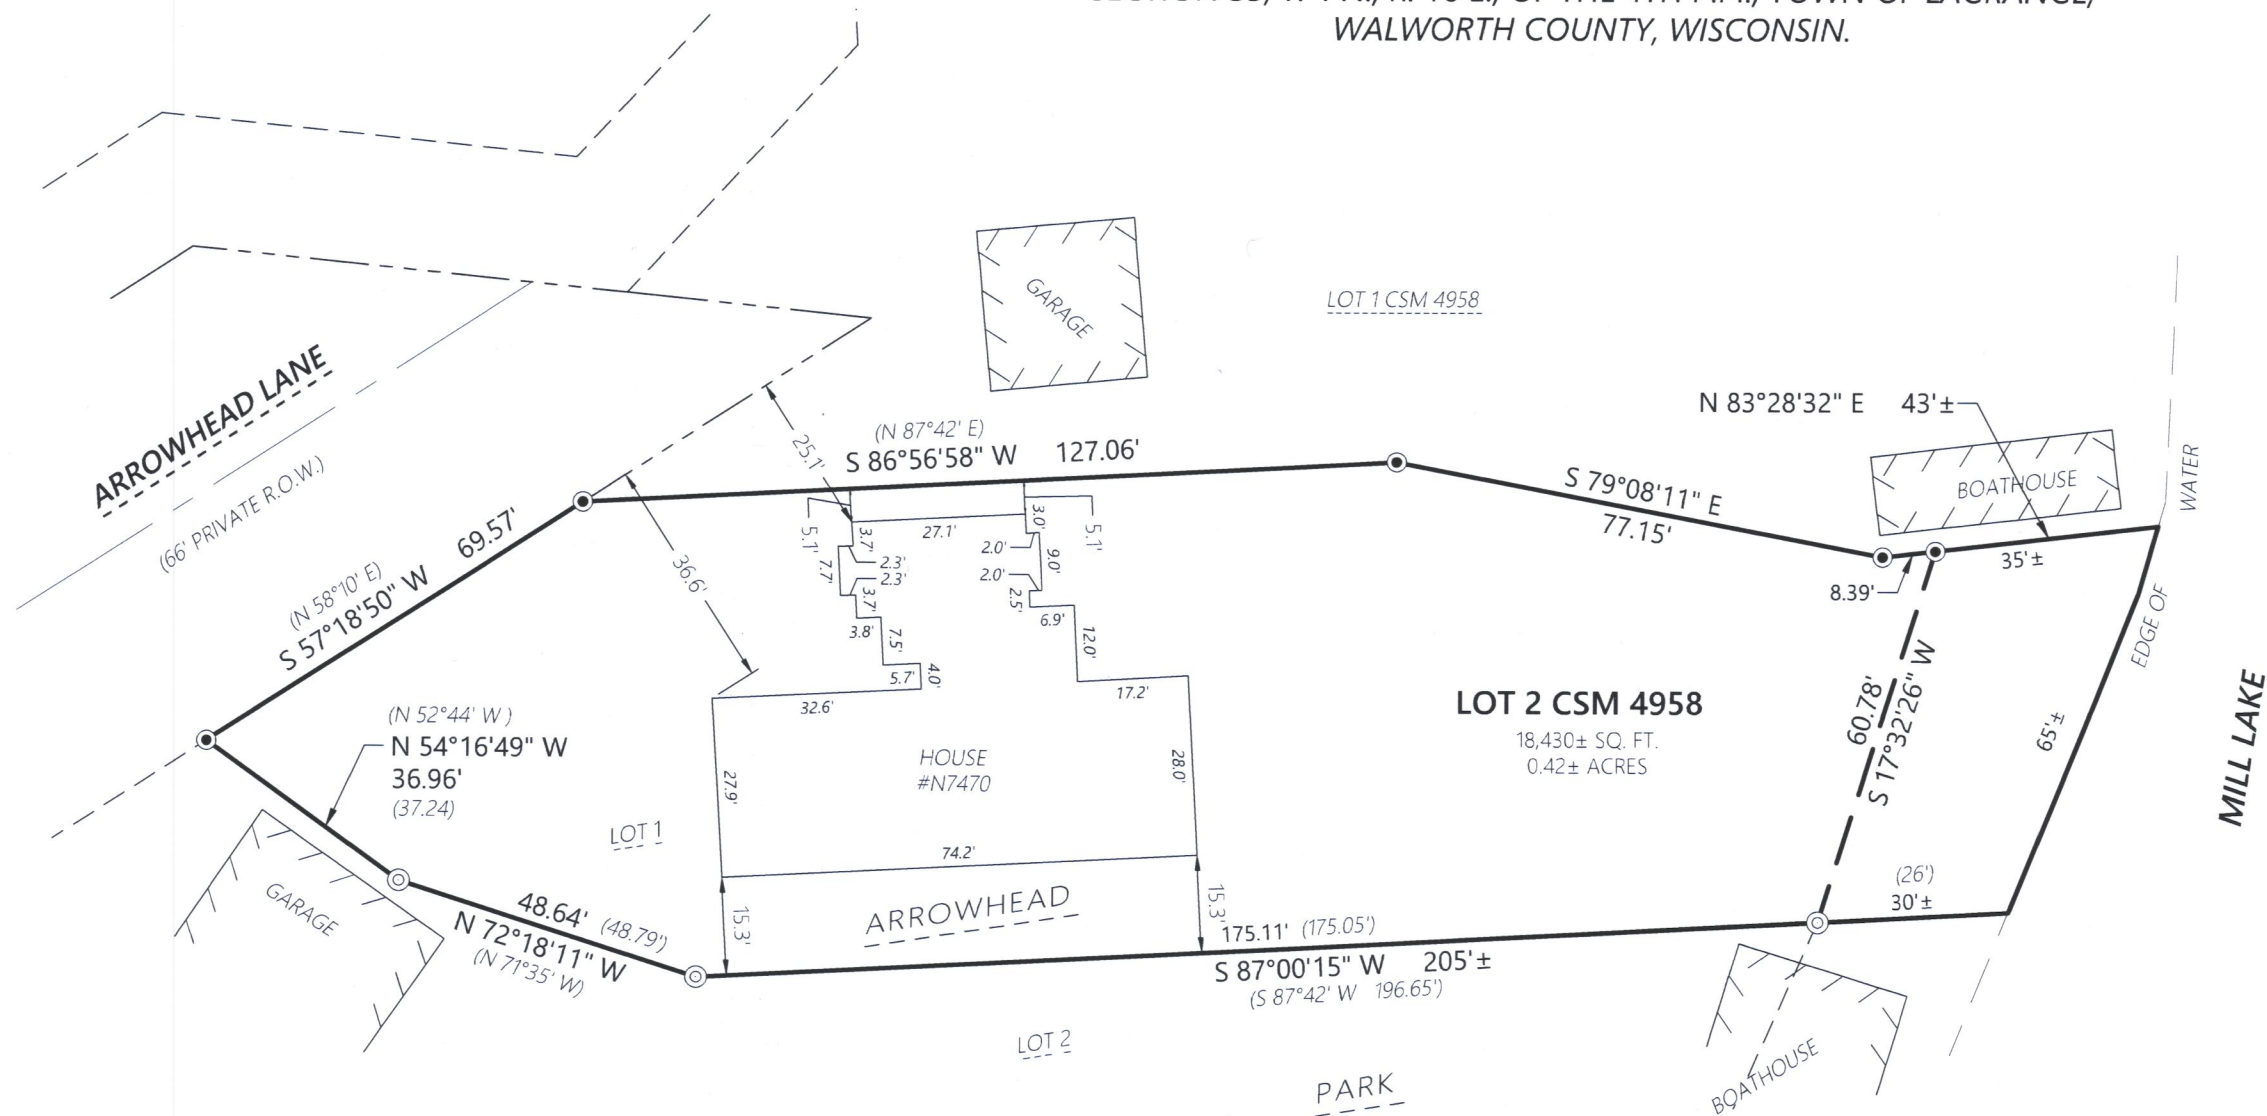 WALWORTH COUNTY, WISCONSIN.
GARAGE
LOT 1 CSM 4958
ARROWHEAD LANE
(66' PRIVATE R.O.W.)
N 83°28'32" E 43'±
BOATHOUSE
WATER
EDGE OF
MILL LAKE
25.1'
(N 87°42' E)
S 86°56'58" W 127.06'
S 79°08'11" E
77.15'
8.39'
35'±
(N 58°10' E)
S 57°18'50" W 69.57'
36.6'
5.1'
27.1'
5.1'
3.7'
3.0'
2.3'
2.0'
7.7'
9.0'
2.3'
2.0'
3.7'
2.5'
3.8'
6.9'
7.5'
12.0'
5.7'
4.0'
17.2'
32.6'
(N 52°44' W )
N 54°16'49" W
36.96'
(37.24)
LOT 1
HOUSE
#N7470
27.9'
28.0'
74.2'
LOT 2 CSM 4958
18,430± SQ. FT.
0.42± ACRES
60.78'
S 17°32'26" W
65'±
GARAGE
48.64' (48.79')
N 72°18'11" W
(N 71°35' W)
15.3'
ARROWHEAD
15.3'
175.11' (175.05')
S 87°00'15" W 205'±
(S 87°42' W 196.65')
(26')
30'±
LOT 2
PARK
BOATHOUSE